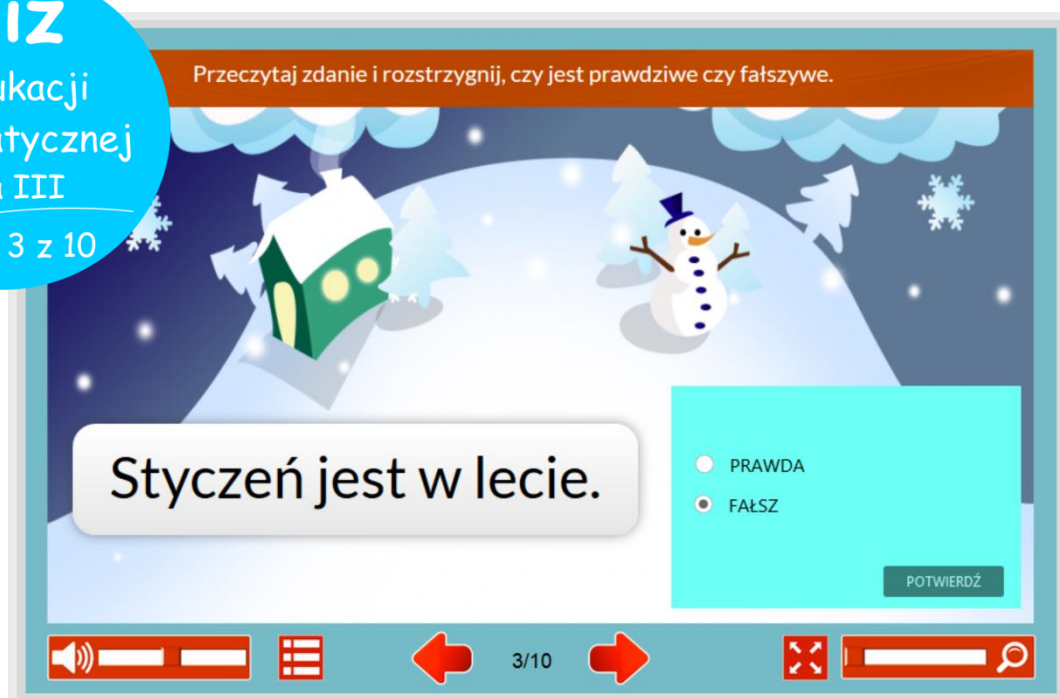 iz
ukacji
atycznej
a III
3 z 10
Przeczytaj zdanie i rozstrzygnij, czy jest prawdziwe czy fałszywe.
Styczeń jest w lecie.
PRAWDA
FAŁSZ
POTWIERDŹ
3/10